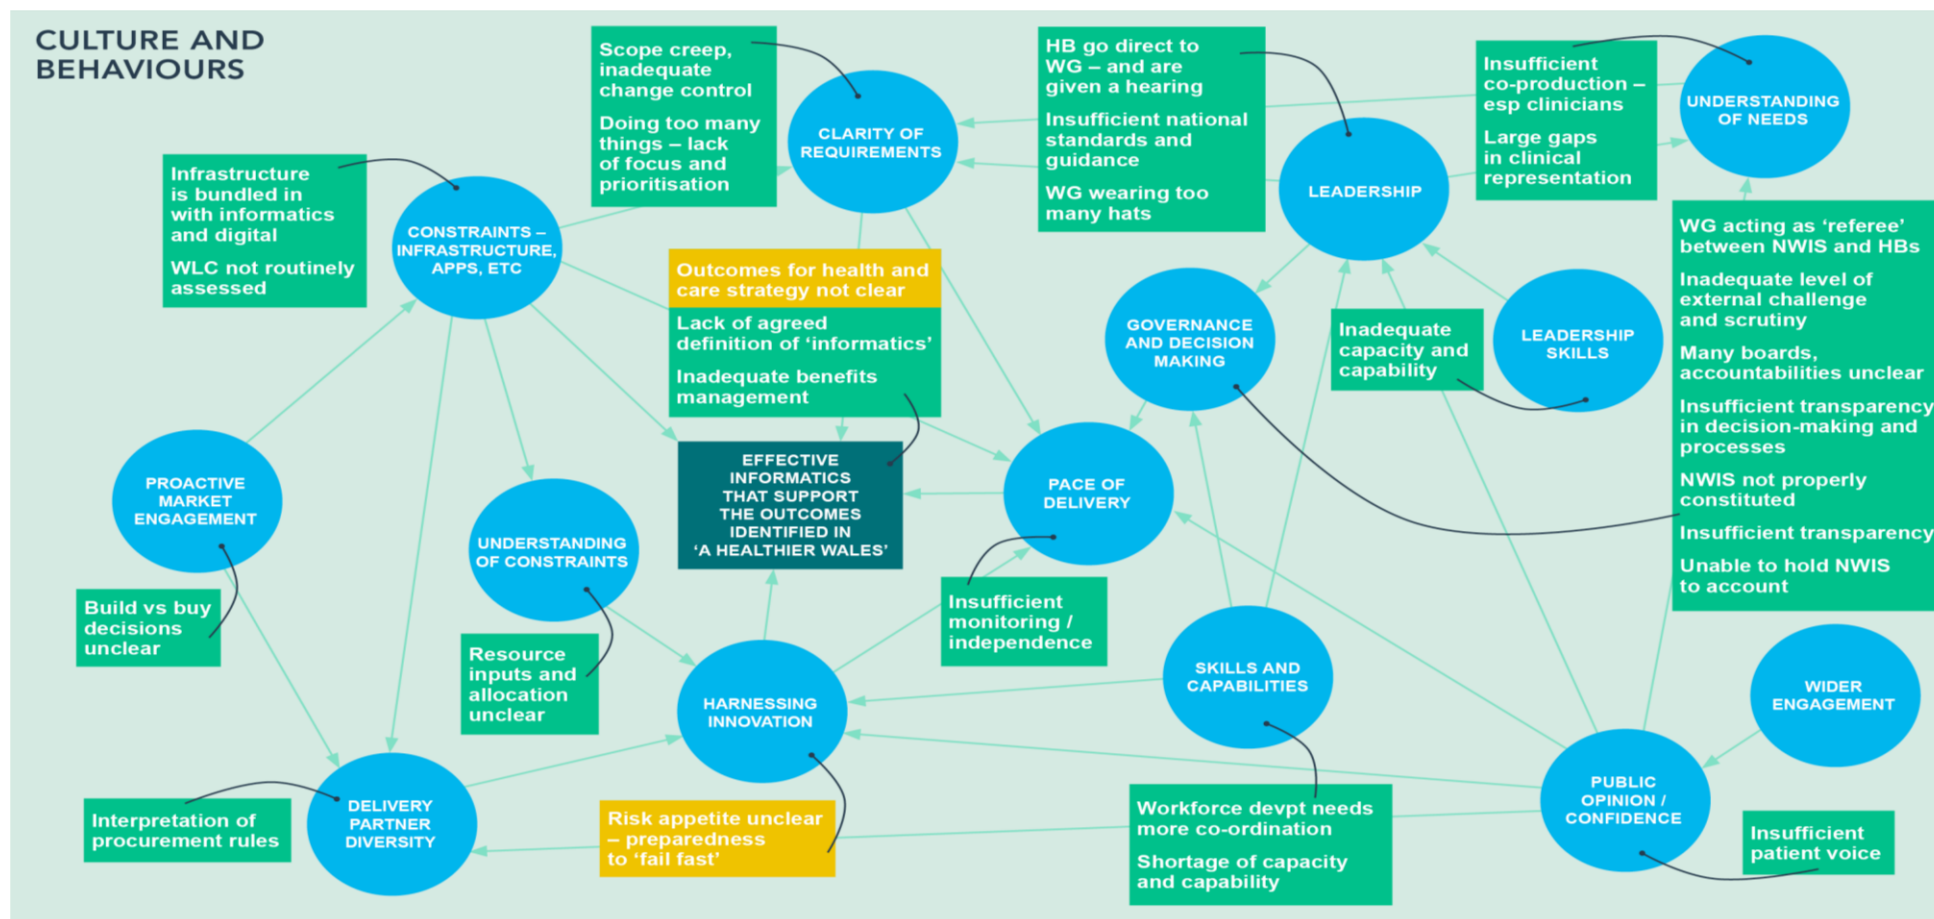 CULTURE AND
BEHAVIOURS
Scope creep,
inadequate
change control
Doing too many
things – lack
of focus and
prioritisation
CLARITY OF
REQUIREMENTS
HB go direct to
WG – and are
given a hearing
Insufficient national
standards and
guidance
WG wearing too
many hats
LEADERSHIP
Insufficient
co-production –
esp clinicians
Large gaps
in clinical
representation
UNDERSTANDING
OF NEEDS
Infrastructure
is bundled in
with informatics
and digital
WLC not routinely
assessed
CONSTRAINTS –
INFRASTRUCTURE,
APPS, ETC
Outcomes for health and
care strategy not clear
Lack of agreed
definition of ‘informatics’
Inadequate benefits
management
GOVERNANCE
AND DECISION
MAKING
Inadequate
capacity and
capability
LEADERSHIP
SKILLS
WG acting as ‘referee’
between NWIS and HBs
Inadequate level of
external challenge
and scrutiny
Many boards,
accountabilities unclear
Insufficient transparency
in decision-making and
processes
NWIS not properly
constituted
Insufficient transparency
Unable to hold NWIS
to account
PROACTIVE
MARKET
ENGAGEMENT
UNDERSTANDING
OF CONSTRAINTS
EFFECTIVE
INFORMATICS
THAT SUPPORT
THE OUTCOMES
IDENTIFIED IN
‘A HEALTHIER WALES’
PACE OF
DELIVERY
Build vs buy
decisions
unclear
Resource
inputs and
allocation
unclear
Insufficient
monitoring /
independence
HARNESSING
INNOVATION
SKILLS AND
CAPABILITIES
WIDER
ENGAGEMENT
Interpretation of
procurement rules
DELIVERY
PARTNER
DIVERSITY
Risk appetite unclear
– preparedness
to ‘fail fast’
Workforce devpt needs
more co-ordination
Shortage of capacity
and capability
PUBLIC
OPINION /
CONFIDENCE
Insufficient
patient voice